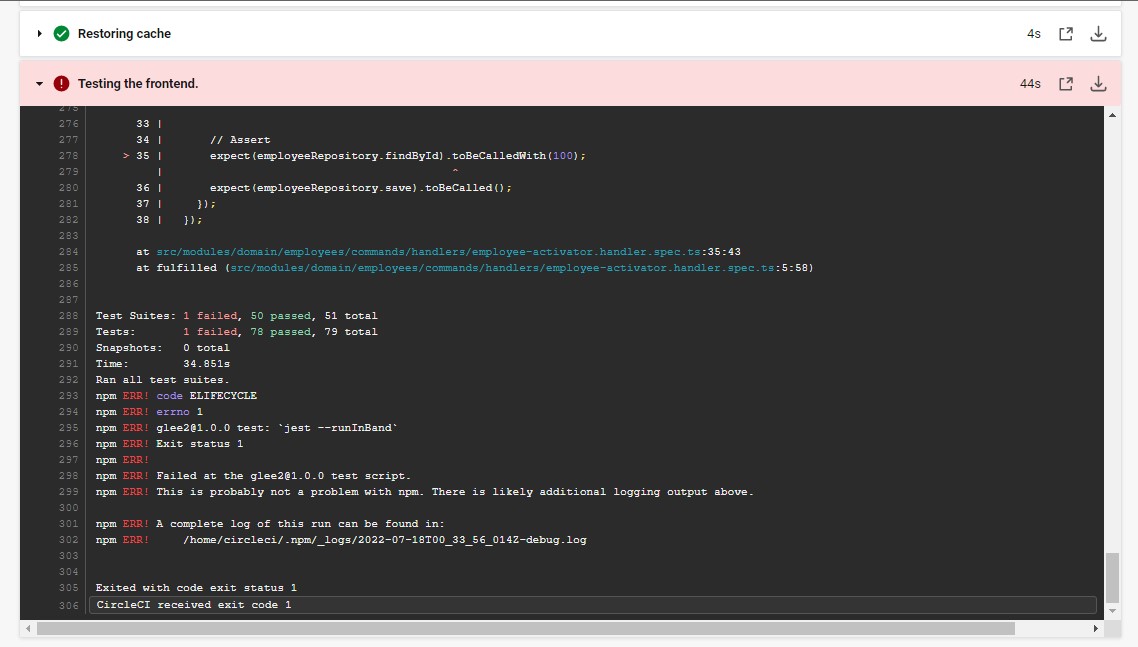 Restoring cache 4s
Testing the frontend. 44s
275
276 33 |
277 34 | // Assert
278 > 35 | expect(employeeRepository.findById).toBeCalledWith(100);
279 | ^
280 36 | expect(employeeRepository.save).toBeCalled();
281 37 | });
282 38 | });
283
284 at src/modules/domain/employees/commands/handlers/employee-activator.handler.spec.ts:35:43
285 at fulfilled (src/modules/domain/employees/commands/handlers/employee-activator.handler.spec.ts:5:58)
286
287
288 Test Suites: 1 failed, 50 passed, 51 total
289 Tests: 1 failed, 78 passed, 79 total
290 Snapshots: 0 total
291 Time: 34.851s
292 Ran all test suites.
293 npm ERR! code ELIFECYCLE
294 npm ERR! errno 1
295 npm ERR! glee2@1.0.0 test: `jest --runInBand`
296 npm ERR! Exit status 1
297 npm ERR!
298 npm ERR! Failed at the glee2@1.0.0 test script.
299 npm ERR! This is probably not a problem with npm. There is likely additional logging output above.
300
301 npm ERR! A complete log of this run can be found in:
302 npm ERR! /home/circleci/.npm/_logs/2022-07-18T00_33_56_014Z-debug.log
303
304
305 Exited with code exit status 1
306 CircleCI received exit code 1